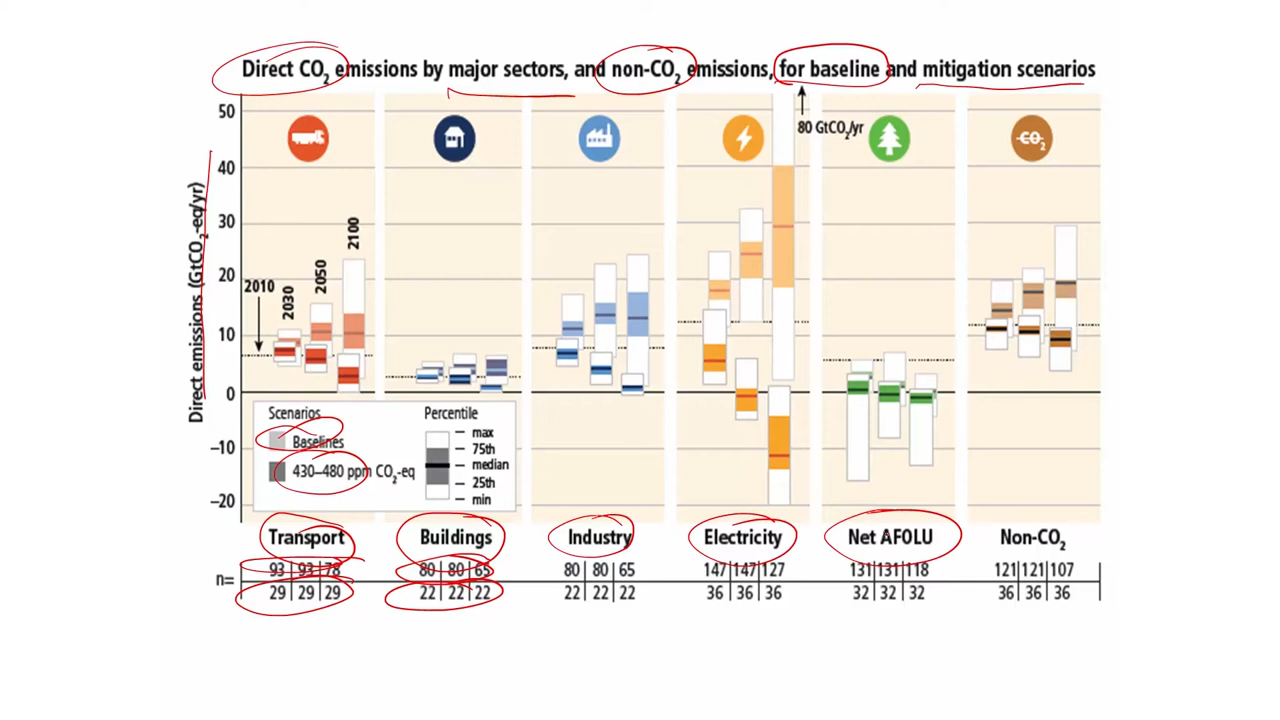 Direct CO2 emissions by major sectors, and non-CO2 emissions, for baseline and mitigation scenarios
Direct emissions (GtCO2-eq/yr)
50
40
30
20
10
0
–10
–20
2010
2030
2050
2100
80 GtCO2/yr
CO2
Scenarios
Baselines
430–480 ppm CO2-eq
Percentile
max
75th
median
25th
min
Transport Buildings Industry Electricity Net AFOLU Non-CO2
n=
93 | 93 | 78 80 | 80 | 65 80 | 80 | 65 147 | 147 | 127 131 | 131 | 118 121 | 121 | 107
29 | 29 | 29 22 | 22 | 22 22 | 22 | 22 36 | 36 | 36 32 | 32 | 32 36 | 36 | 36